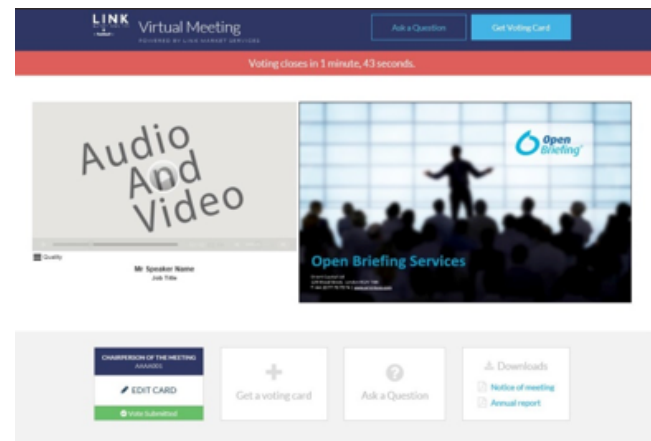 LINK
Virtual Meeting
POWERED BY LINK MARKET SERVICES
Ask a Question
Get Voting Card
Voting closes in 1 minute, 43 seconds.
Audio
And
Video
Open
Briefing
Quality
Mr Speaker Name
Job Title
Open Briefing Services
CHAIRPERSON OF THE MEETING
EDIT CARD
Vote Submitted
Get a voting card
Ask a Question
Downloads
Notice of meeting
Annual report